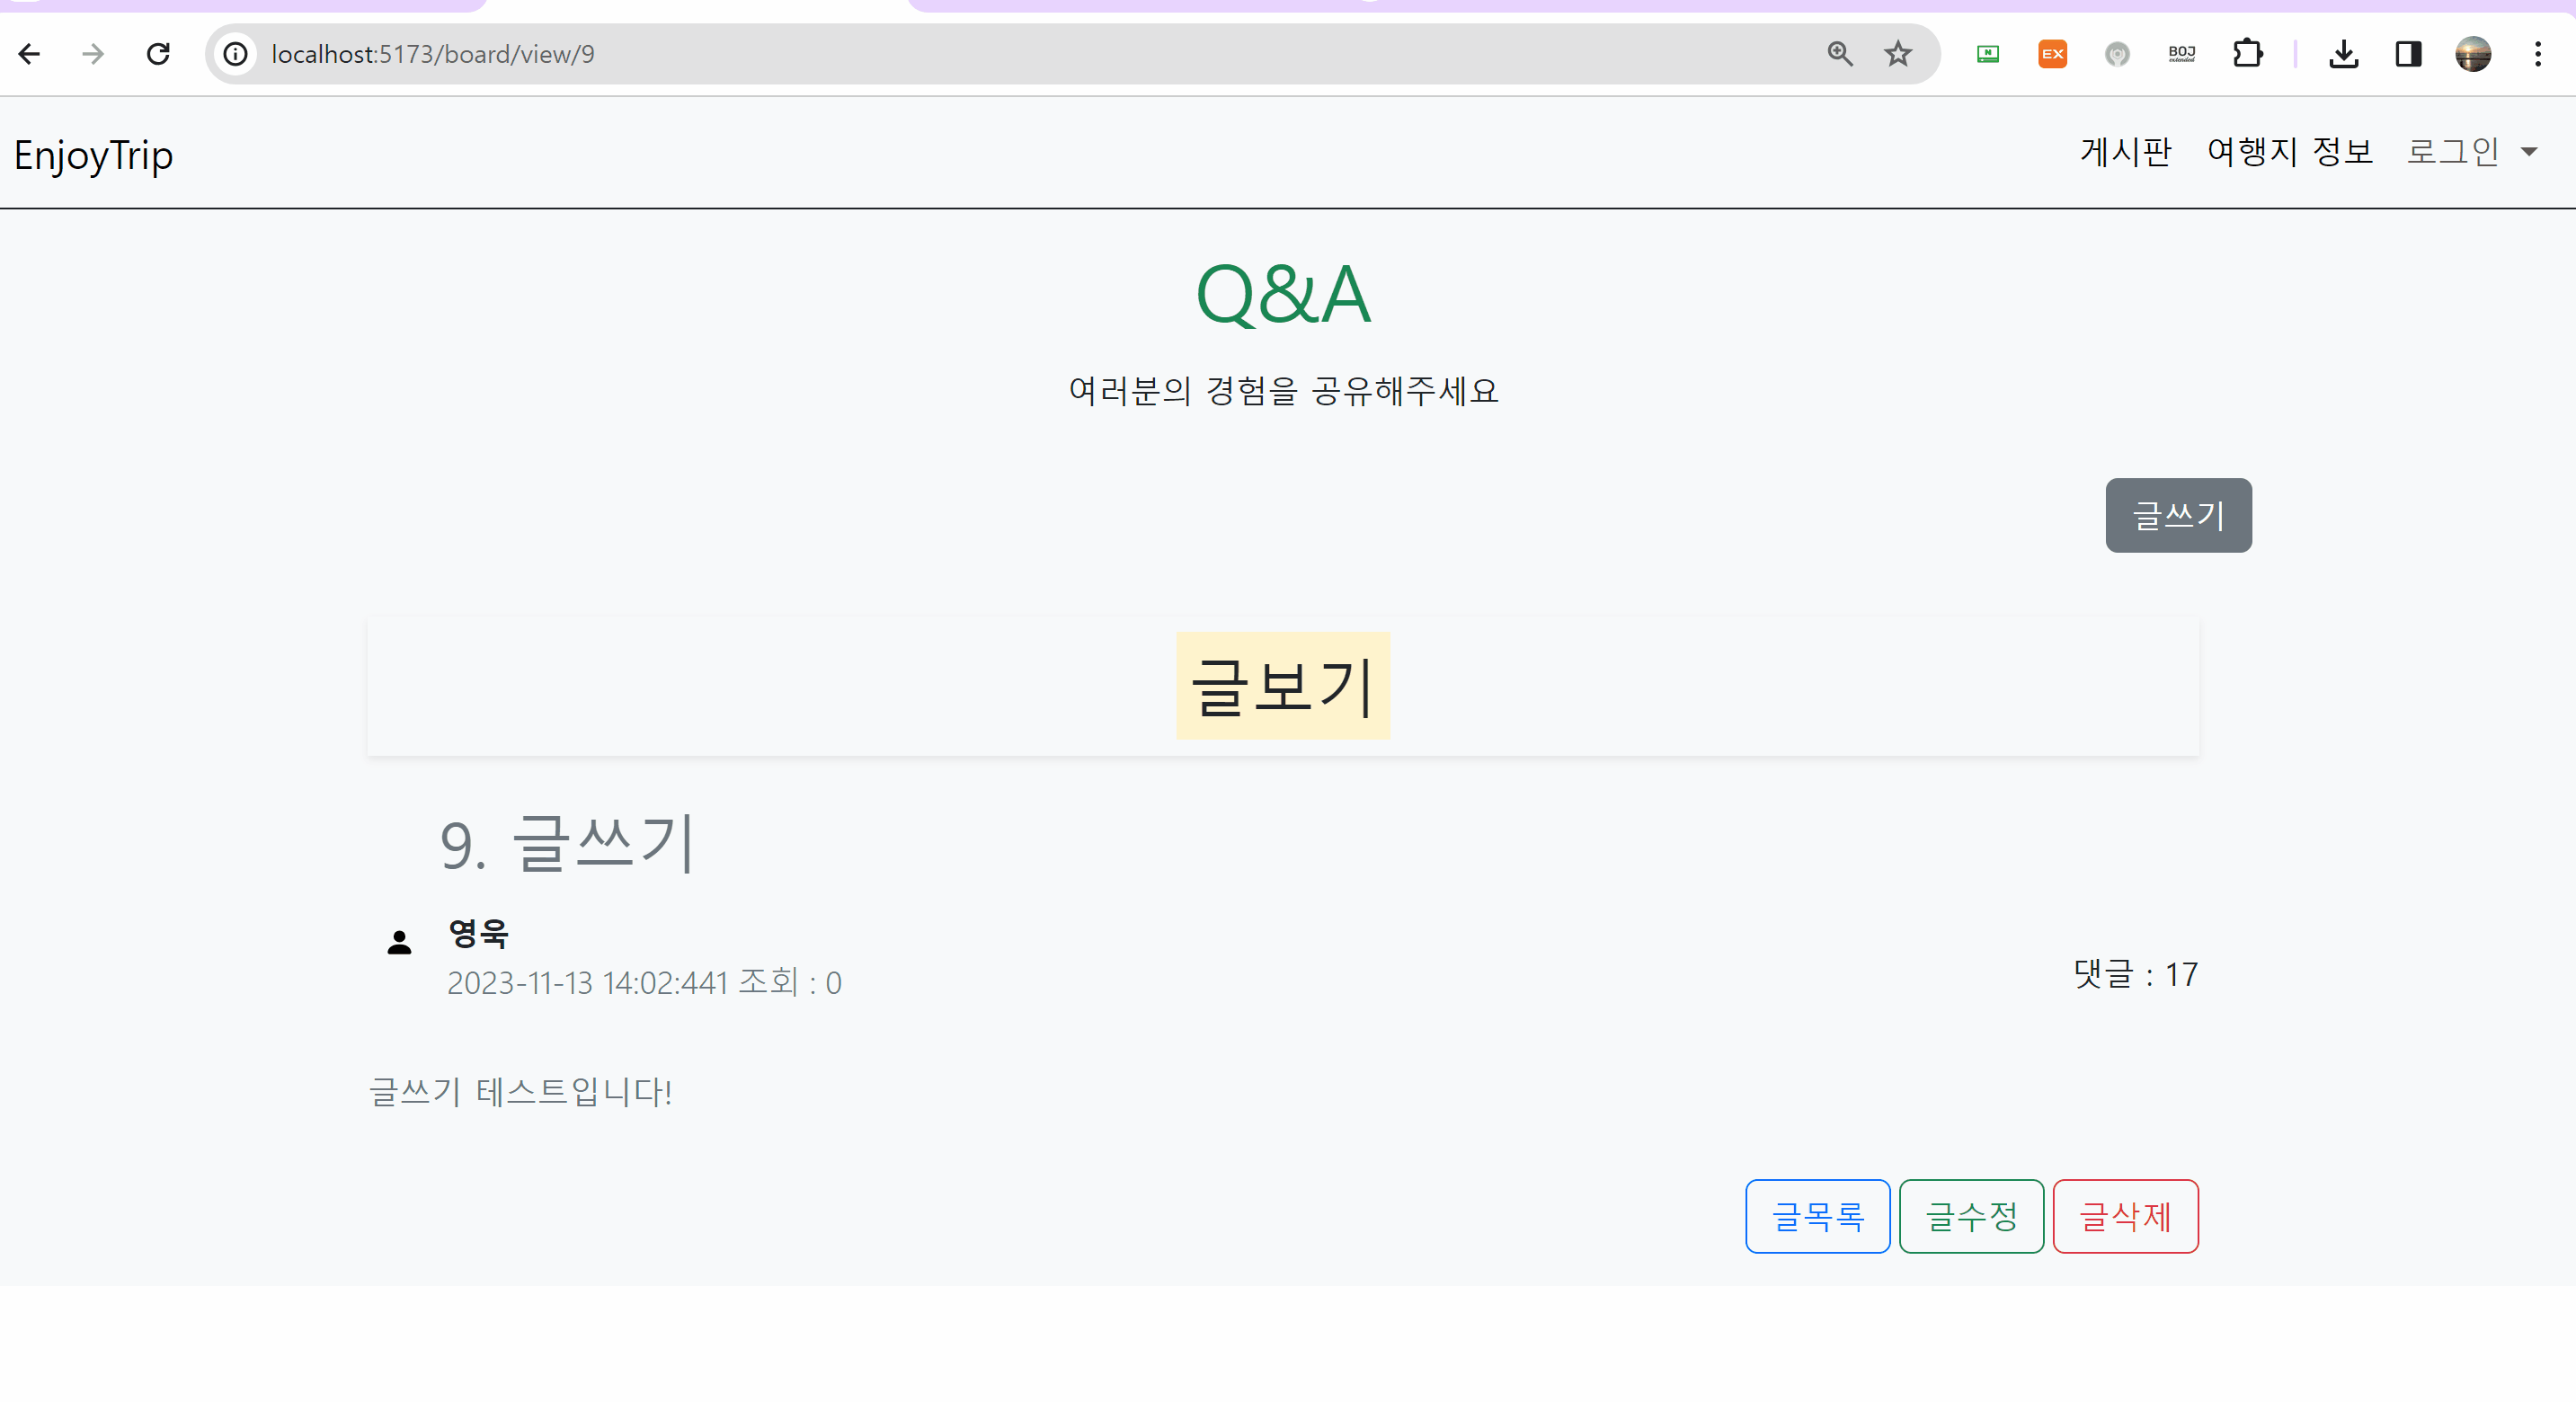 localhost:5173/board/view/9
EX
BOJ
extended
EnjoyTrip
게시판 여행지 정보 로그인
Q&A
여러분의 경험을 공유해주세요
글쓰기
글보기
9. 글쓰기
영욱
2023-11-13 14:02:441 조회 : 0
댓글 : 17
글쓰기 테스트입니다!
글목록 글수정 글삭제